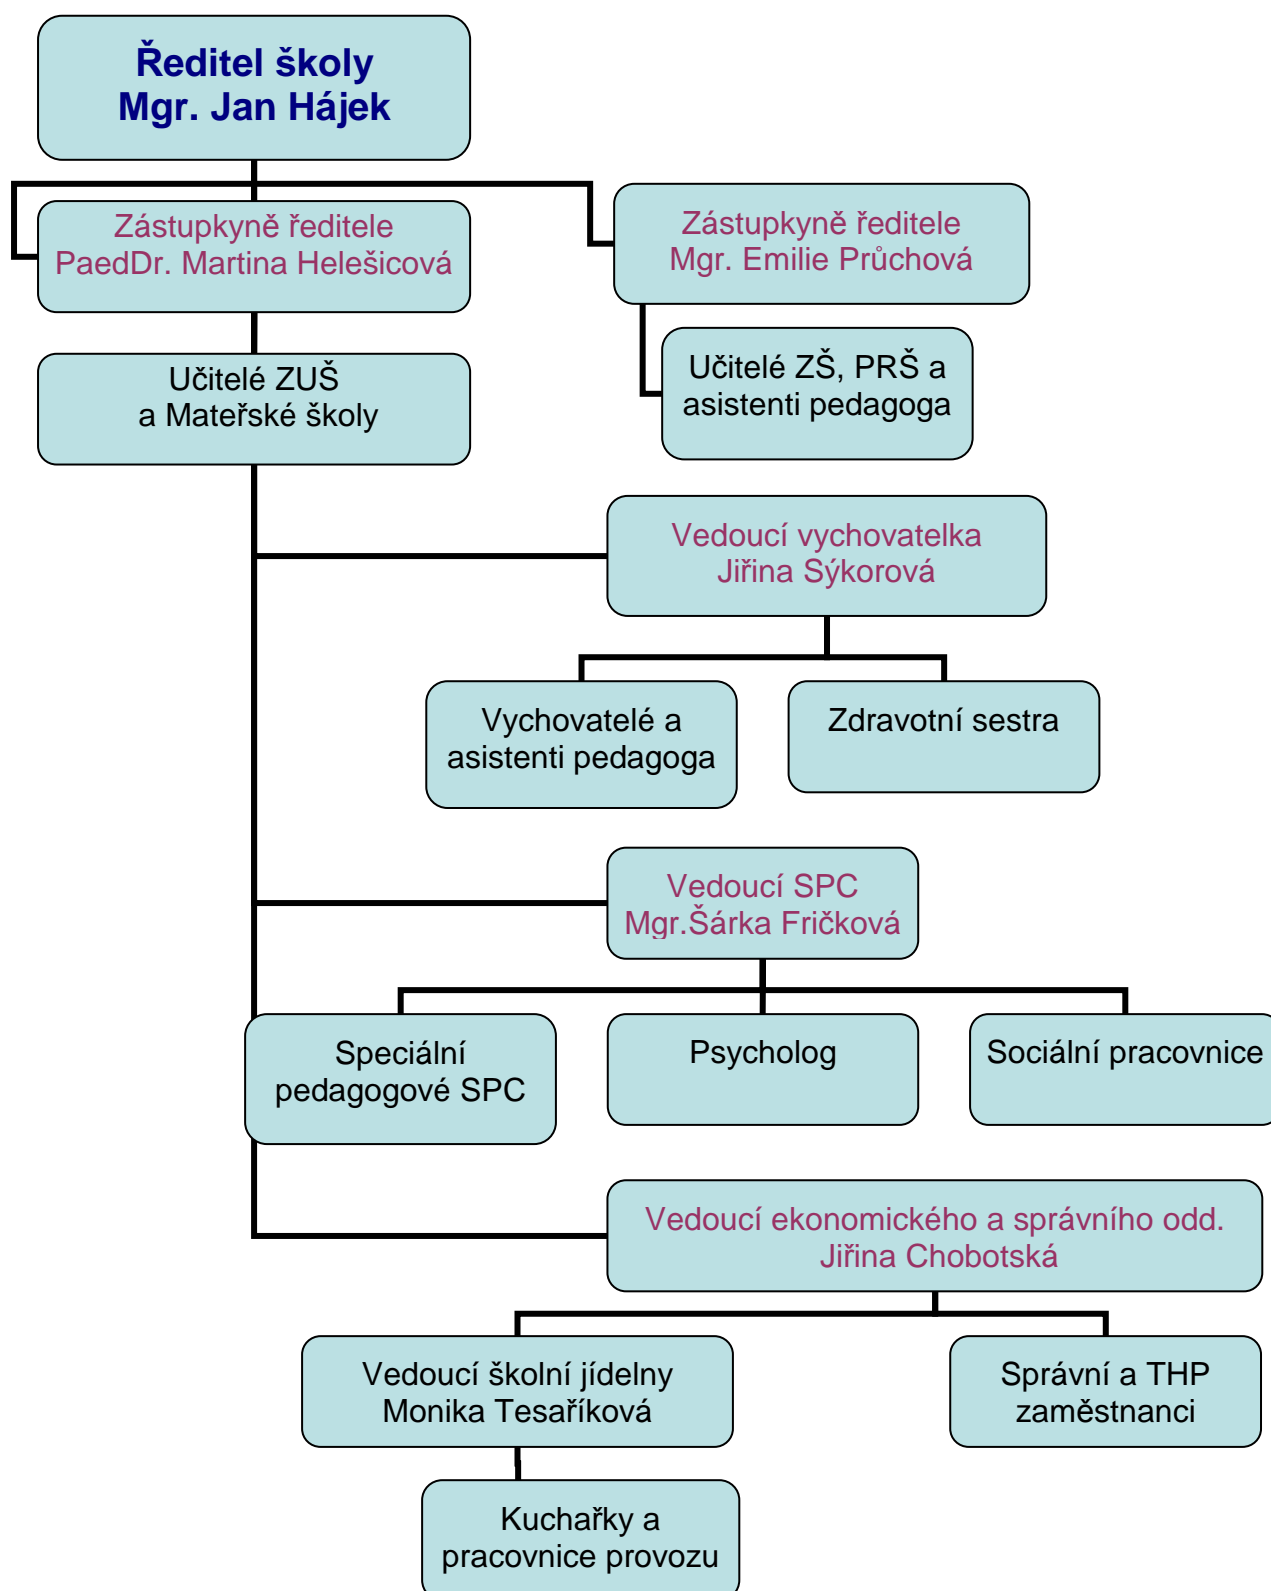 Ředitel školy
Mgr. Jan Hájek
Zástupkyně ředitele
PaedDr. Martina Helešicová
Zástupkyně ředitele
Mgr. Emilie Průchová
Učitelé ZUŠ
a Mateřské školy
Učitelé ZŠ, PRŠ a
asistenti pedagoga
Vedoucí vychovatelka
Jiřina Sýkorová
Vychovatelé a
asistenti pedagoga
Zdravotní sestra
Vedoucí SPC
Mgr.Šárka Fričková
Speciální
pedagogové SPC
Psycholog
Sociální pracovnice
Vedoucí ekonomického a správního odd.
Jiřina Chobotská
Vedoucí školní jídelny
Monika Tesaříková
Správní a THP
zaměstnanci
Kuchařky a
pracovnice provozu